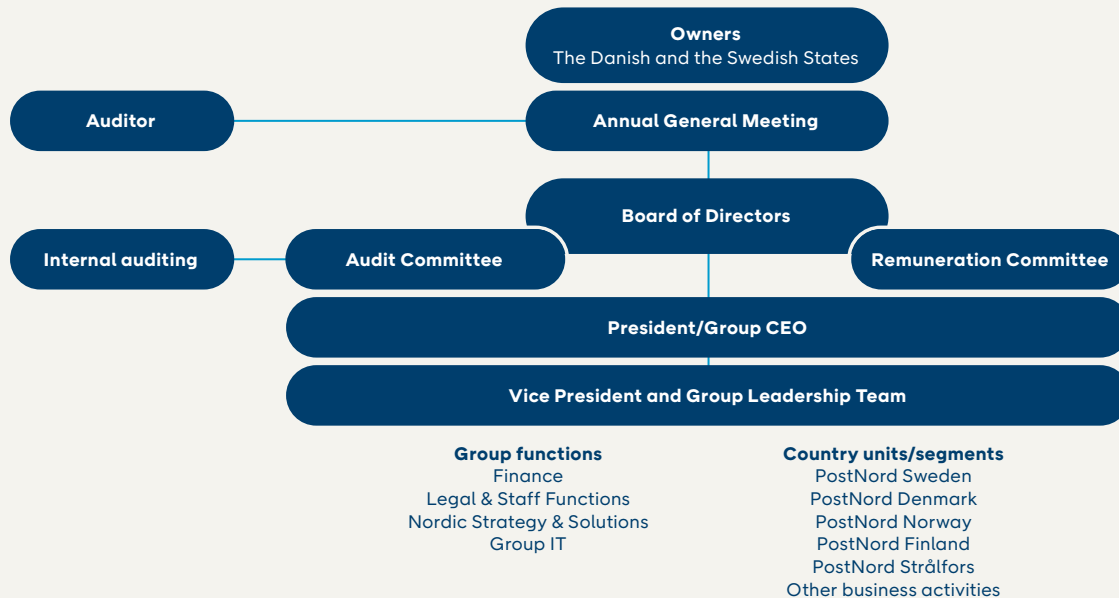 Owners
The Danish and the Swedish States
Auditor
Annual General Meeting
Board of Directors
Internal auditing
Audit Committee
Remuneration Committee
President/Group CEO
Vice President and Group Leadership Team
Group functions
Finance
Legal & Staff Functions
Nordic Strategy & Solutions
Group IT
Country units/segments
PostNord Sweden
PostNord Denmark
PostNord Norway
PostNord Finland
PostNord Strålfors
Other business activities